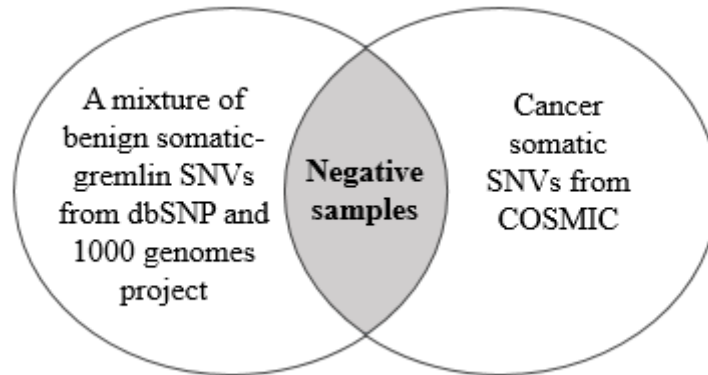 A mixture of
benign somatic-
gremlin SNVs
from dbSNP and
1000 genomes
project
Negative
samples
Cancer
somatic
SNVs from
COSMIC